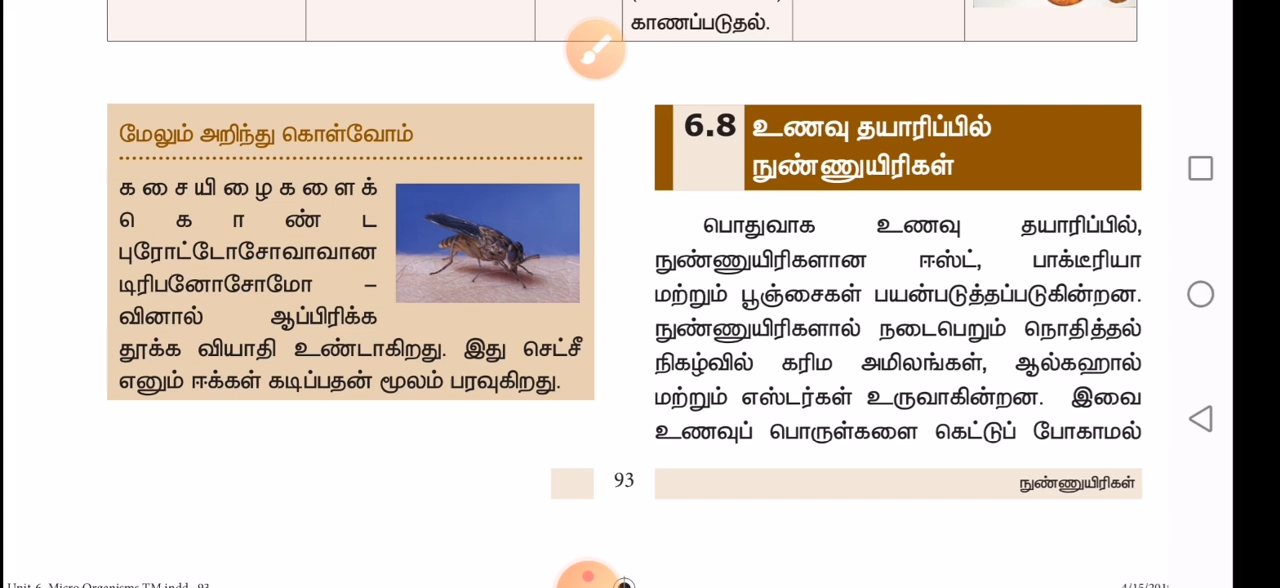 காணப்படுதல்.
மேலும் அறிந்து கொள்வோம்
கசையிழைகளைக்
கொண்ட
புரோட்டோசோவாவான
டிரிபனோசோமோ –
வினால் ஆப்பிரிக்க
தூக்க வியாதி உண்டாகிறது. இது செட்சீ
எனும் ஈக்கள் கடிப்பதன் மூலம் பரவுகிறது.
6.8 உணவு தயாரிப்பில்
நுண்ணுயிரிகள்
பொதுவாக உணவு தயாரிப்பில்,
நுண்ணுயிரிகளான ஈஸ்ட், பாக்டீரியா
மற்றும் பூஞ்சைகள் பயன்படுத்தப்படுகின்றன.
நுண்ணுயிரிகளால் நடைபெறும் நொதித்தல்
நிகழ்வில் கரிம அமிலங்கள், ஆல்கஹால்
மற்றும் எஸ்டர்கள் உருவாகின்றன. இவை
உணவுப் பொருள்களை கெட்டுப் போகாமல்
93
நுண்ணுயிரிகள்